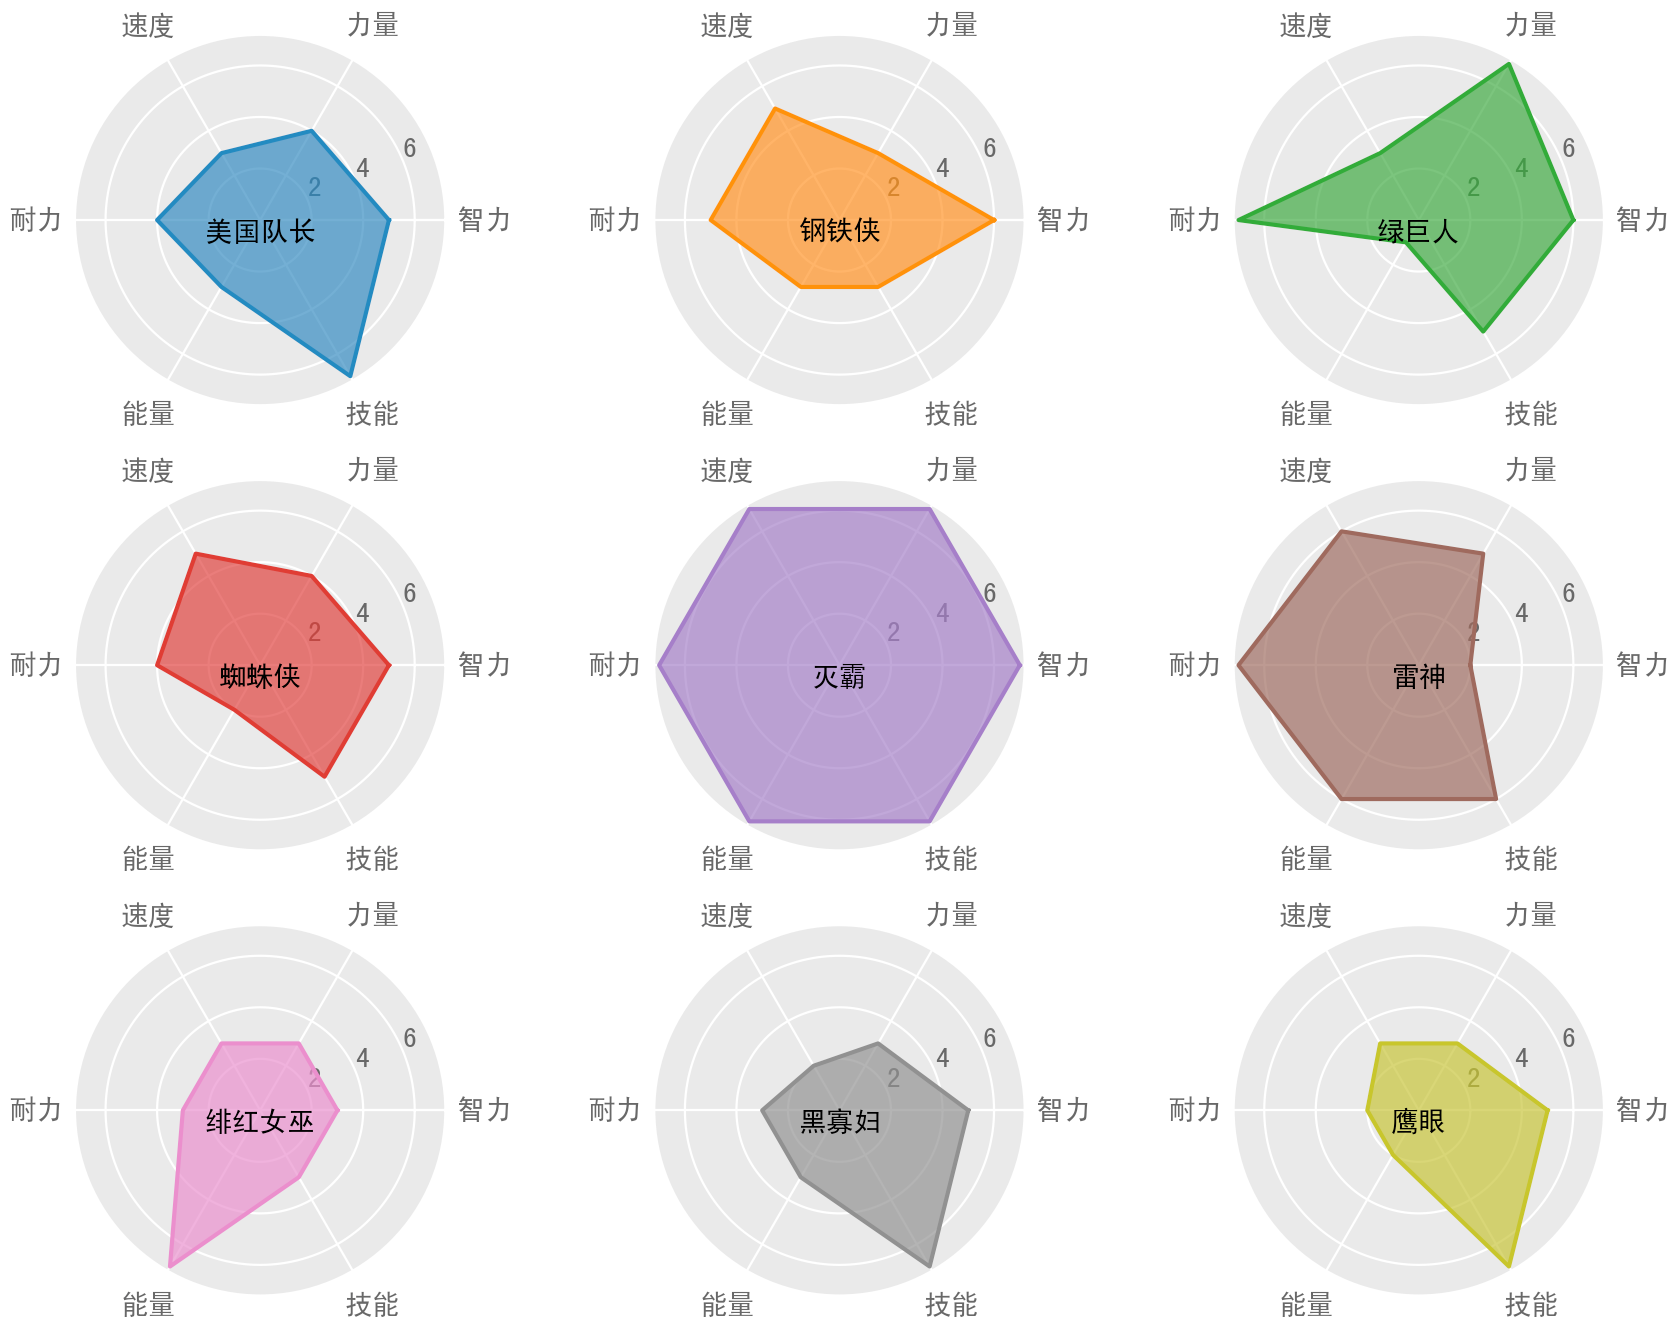 速度 力量
6
4
2
耐力 美国队长 智力
能量 技能
速度 力量
6
4
2
耐力 钢铁侠 智力
能量 技能
速度 力量
6
4
2
耐力 绿巨人 智力
能量 技能
速度 力量
6
4
2
耐力 蜘蛛侠 智力
能量 技能
速度 力量
6
4
2
耐力 灭霸 智力
能量 技能
速度 力量
6
4
2
耐力 雷神 智力
能量 技能
速度 力量
6
4
2
耐力 绯红女巫 智力
能量 技能
速度 力量
6
4
2
耐力 黑寡妇 智力
能量 技能
速度 力量
6
4
2
耐力 鹰眼 智力
能量 技能